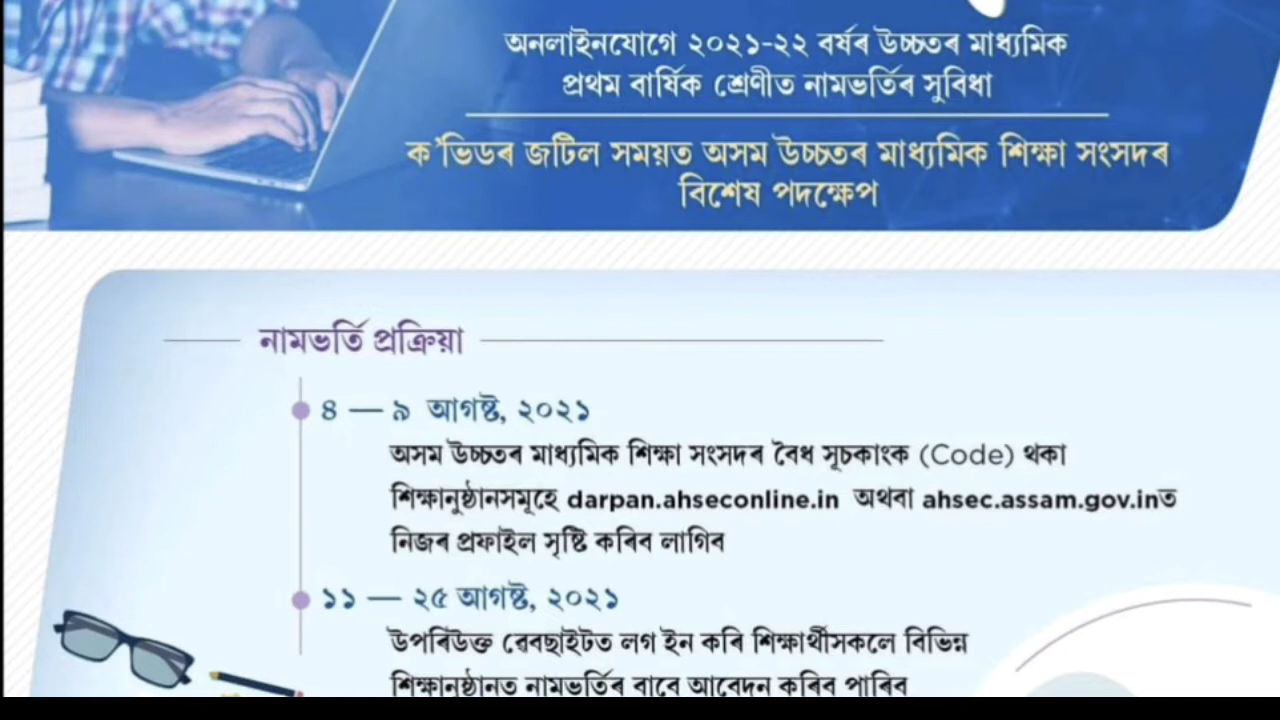 অনলাইনযোগে ২০২১-২২ বৰ্ষৰ উচ্চতৰ মাধ্যমিক
প্ৰথম বাৰ্ষিক শ্ৰেণীত নামভৰ্তিৰ সুবিধা
ক'ভিডৰ জটিল সময়ত অসম উচ্চতৰ মাধ্যমিক শিক্ষা সংসদৰ
বিশেষ পদক্ষেপ
নামভৰ্তি প্ৰক্ৰিয়া
৪ — ৯ আগষ্ট, ২০২১
অসম উচ্চতৰ মাধ্যমিক শিক্ষা সংসদৰ বৈধ সূচকাংক (Code) থকা
শিক্ষানুষ্ঠানসমূহে darpan.ahseconline.in অথবা ahsec.assam.gov.inত
নিজৰ প্ৰফাইল সৃষ্টি কৰিব লাগিব
১১ — ২৫ আগষ্ট, ২০২১
উপৰিউক্ত ৱেবছাইটত লগ ইন কৰি শিক্ষাৰ্থীসকলে বিভিন্ন
শিক্ষানুষ্ঠানত নামভৰ্তিৰ বাবে আবেদন কৰিব পাৰিব